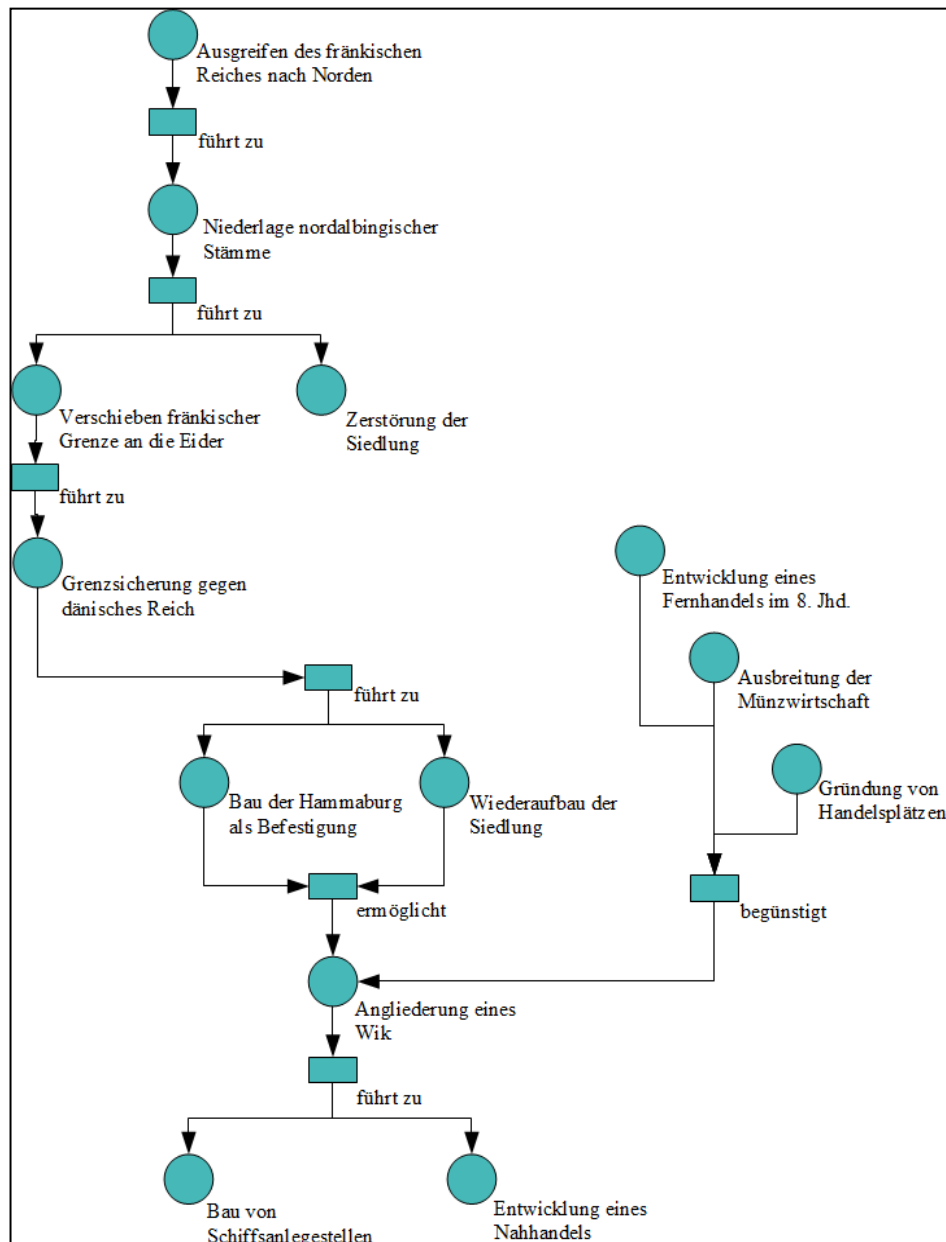 Ausgreifen des fränkischen
Reiches nach Norden
führt zu
Niederlage nordalbingischer
Stämme
führt zu
Verschieben fränkischer
Grenze an die Eider
Zerstörung der
Siedlung
führt zu
Grenzsicherung gegen
dänisches Reich
Entwicklung eines
Fernhandels im 8. Jhd.
führt zu
Ausbreitung der
Münzwirtschaft
Bau der Hammaburg
als Befestigung
Wiederaufbau der
Siedlung
Gründung von
Handelsplätzen
ermöglicht
begünstigt
Angliederung eines
Wik
führt zu
Bau von
Schiffsanlegestellen
Entwicklung eines
Nahhandels